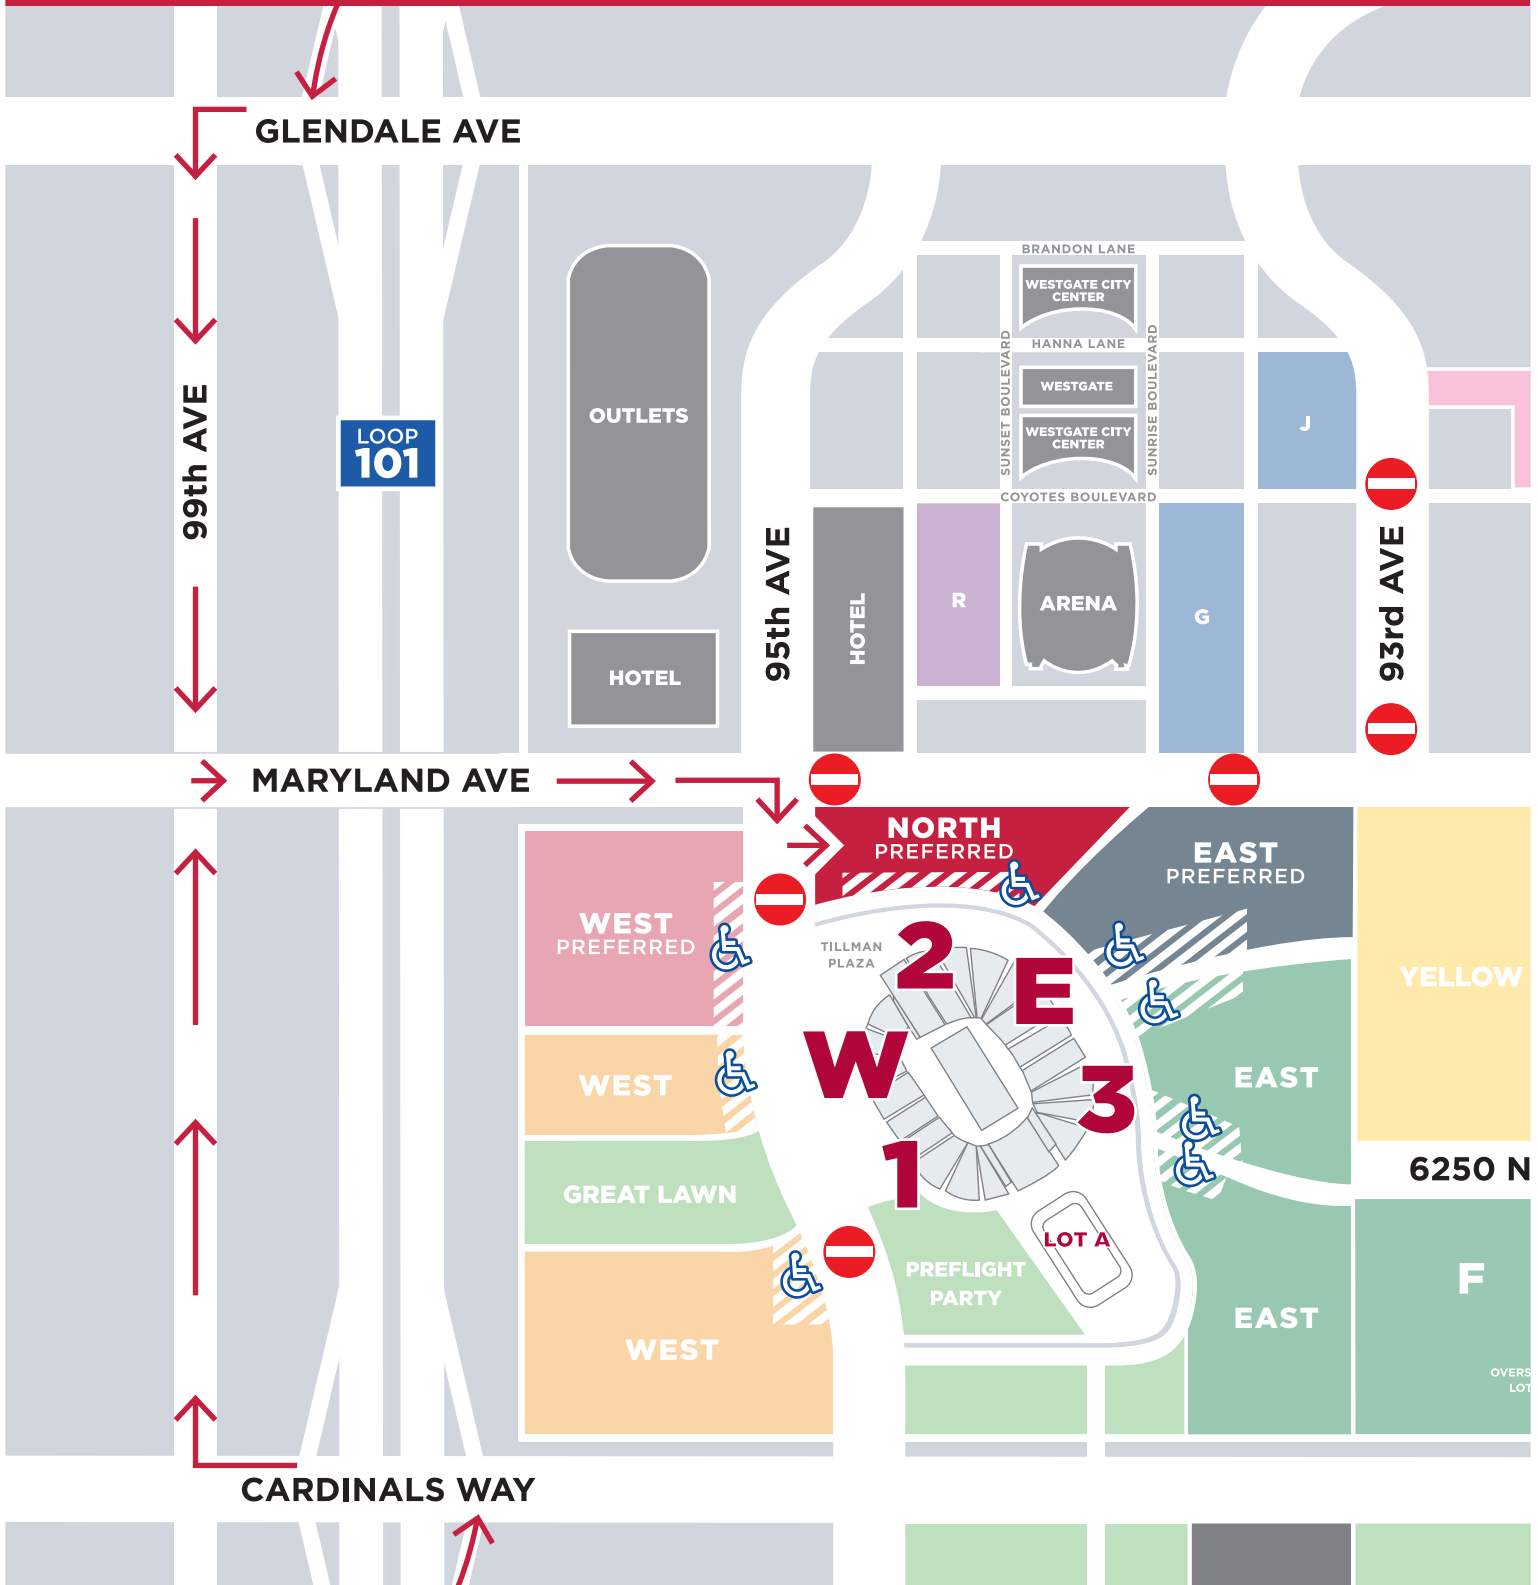 GLENDALE AVE
BRANDON LANE
WESTGATE CITY
CENTER
HANNA LANE
SUNSET BOULEVARD
SUNRISE BOULEVARD
WESTGATE
WESTGATE CITY
CENTER
COYOTES BOULEVARD
OUTLETS
LOOP
101
99th AVE
J
95th AVE
HOTEL
R
ARENA
G
93rd AVE
HOTEL
MARYLAND AVE
NORTH
PREFERRED
EAST
PREFERRED
WEST
PREFERRED
TILLMAN
PLAZA
2
E
YELLOW
W
WEST
3
EAST
1
6250 N
GREAT LAWN
LOT A
PREFLIGHT
PARTY
F
EAST
WEST
OVERS
LOT
CARDINALS WAY